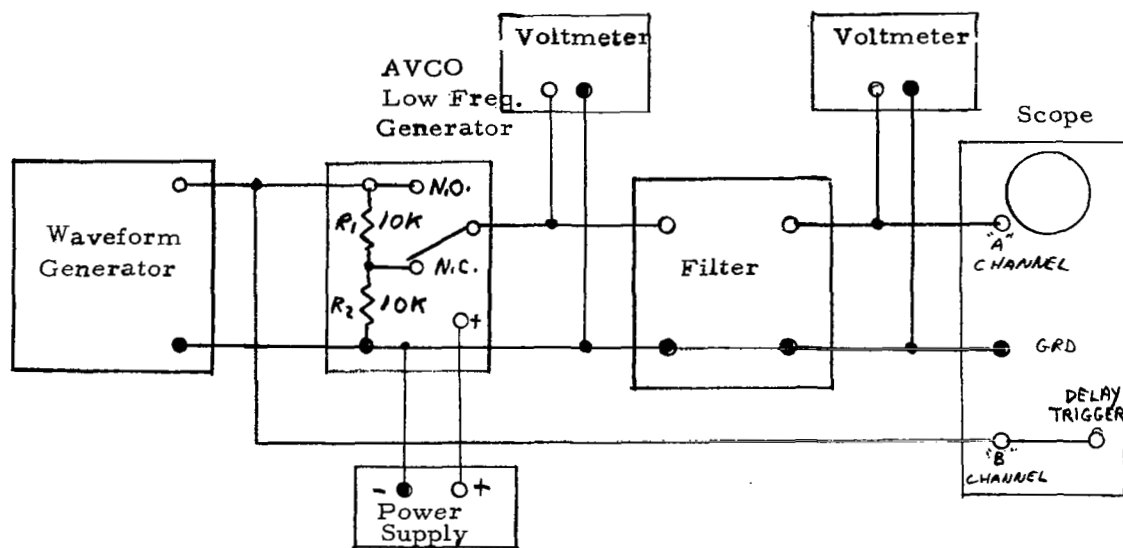 Voltmeter
Voltmeter
AVCO
Low Freq.
Generator
Scope
Waveform
Generator
N.O.
R1 10K
N.C.
R2 10K
+
Filter
"A"
CHANNEL
GRD
DELAY
TRIGGER
"B"
CHANNEL
- +
Power
Supply